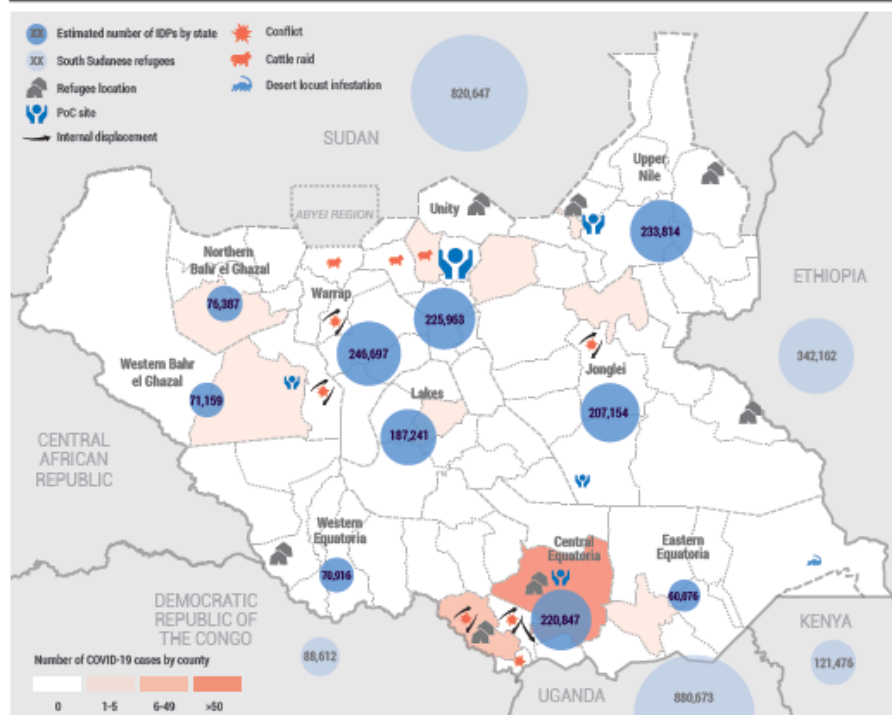 XX Estimated number of IDPs by state
XX South Sudanese refugees
Refugee location
PoC site
Internal displacement
Conflict
Cattle raid
Desert locust infestation
820,647
SUDAN
Upper
Nile
Unity
ABYEI REGION
233,814
Northern
Bahr el Ghazal
ETHIOPIA
76,387
Warrap
225,963
246,697
342,162
Western Bahr
el Ghazal
Jonglei
71,159
Lakes
207,154
187,241
CENTRAL
AFRICAN
REPUBLIC
Western
Equatoria
Central
Equatoria
Eastern
Equatoria
70,916
60,076
DEMOCRATIC
REPUBLIC OF
THE CONGO
220,847
KENYA
88,612
121,476
Number of COVID-19 cases by county
0 1-5 6-49 >50
UGANDA
880,673